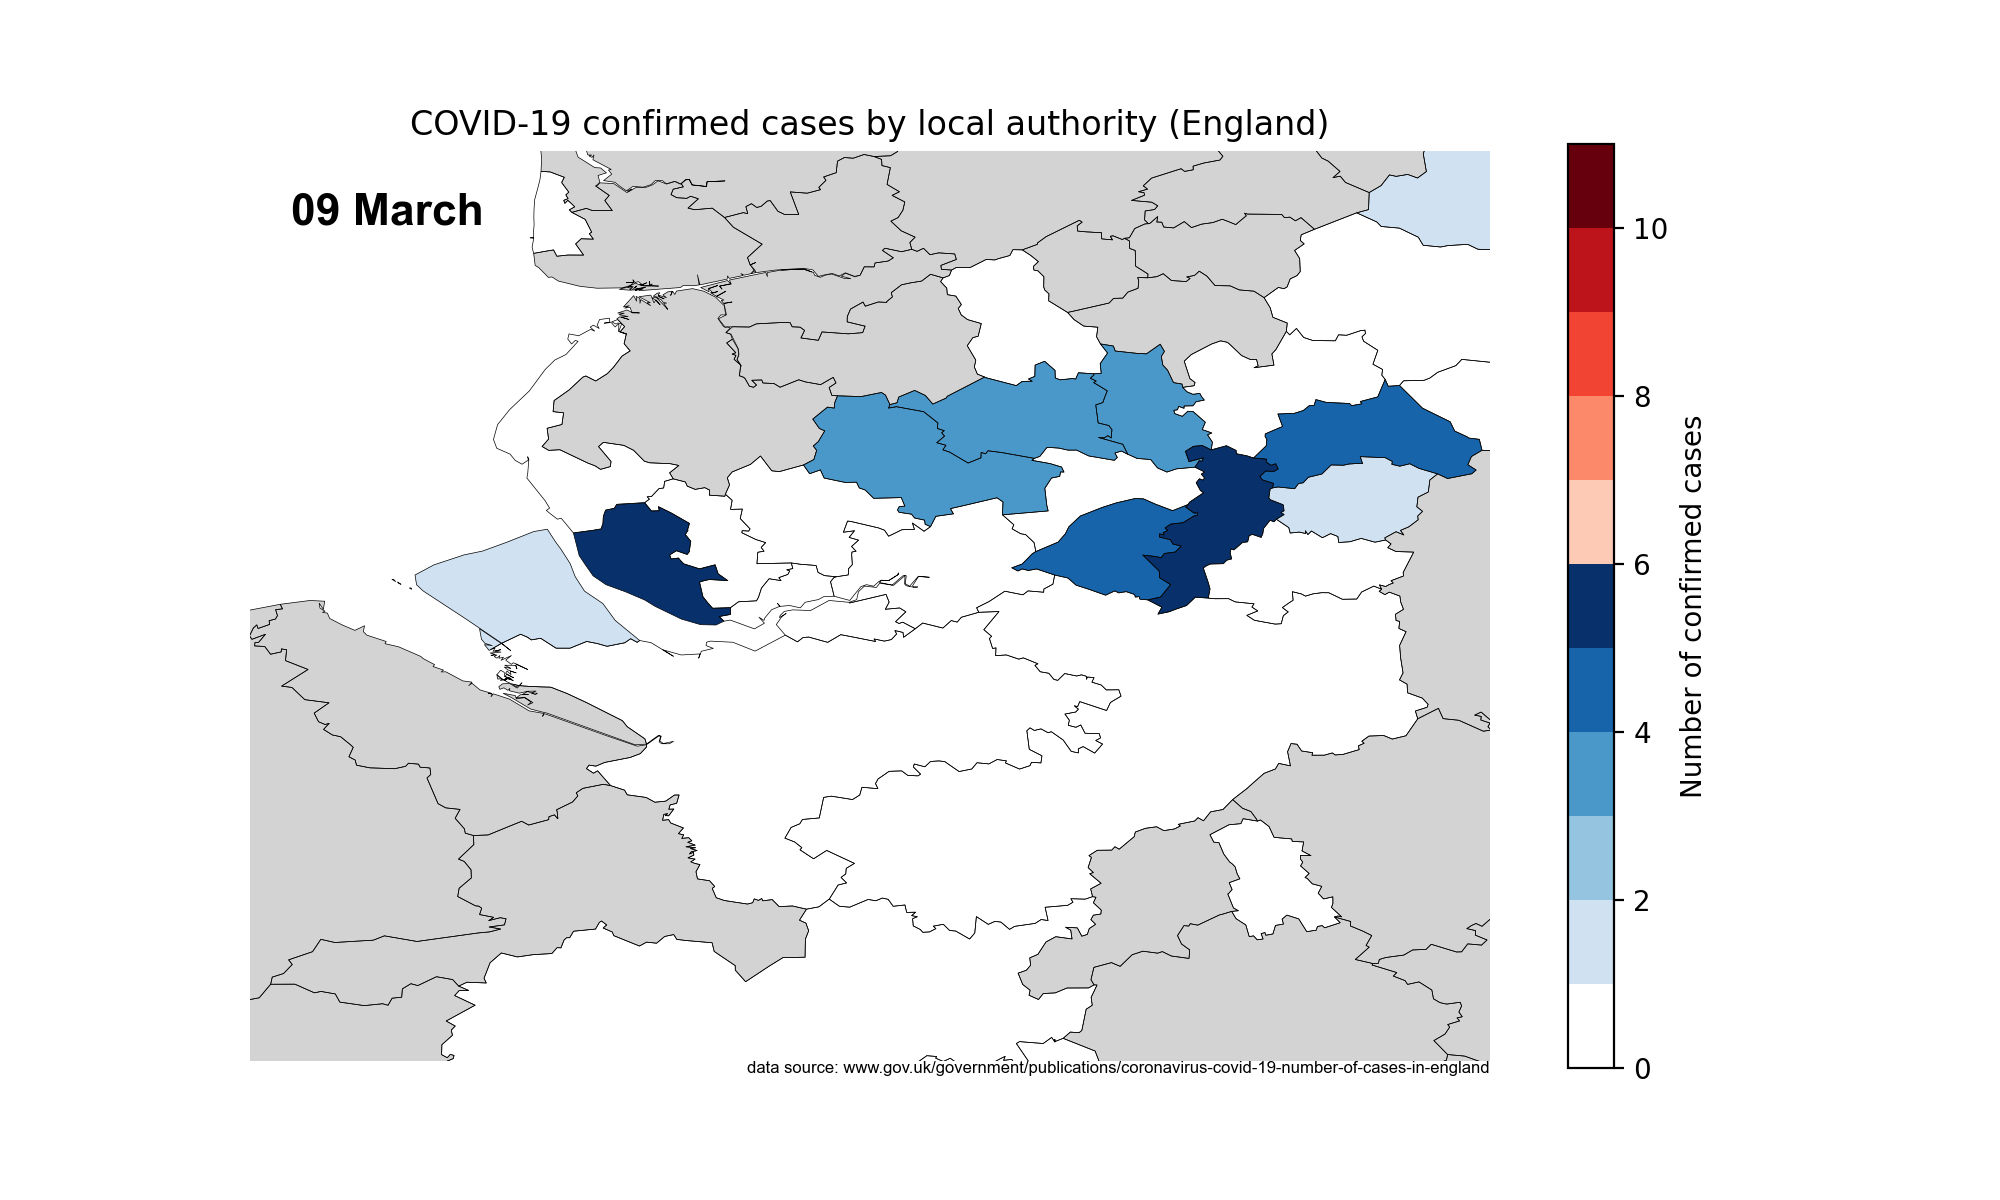 COVID-19 confirmed cases by local authority (England)
09 March
10
8
6
4
2
0
Number of confirmed cases
data source: www.gov.uk/government/publications/coronavirus-covid-19-number-of-cases-in-england